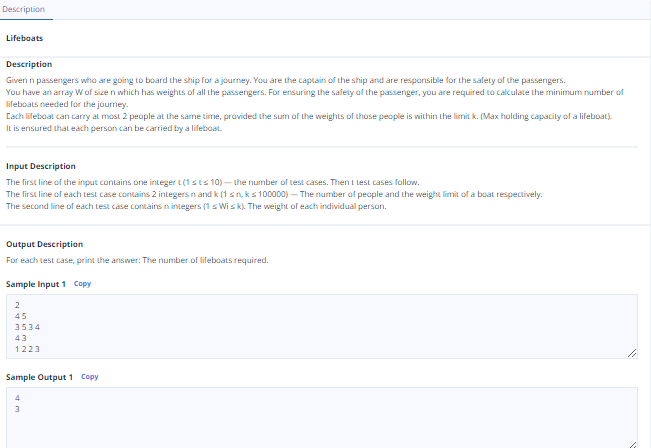 Description
Lifeboats
Description
Given n passengers who are going to board the ship for a journey. You are the captain of the ship and are responsible for the safety of the passengers.
You have an array W of size n which has weights of all the passengers. For ensuring the safety of the passenger, you are required to calculate the minimum number of
lifeboats needed for the journey.
Each lifeboat can carry at most 2 people at the same time, provided the sum of the weights of those people is within the limit k. (Max holding capacity of a lifeboat).
It is ensured that each person can be carried by a lifeboat.
Input Description
The first line of the input contains one integer t (1 ≤ t ≤ 10) — the number of test cases. Then t test cases follow.
The first line of each test case contains 2 integers n and k (1 ≤ n, k ≤ 100000) — The number of people and the weight limit of a boat respectively.
The second line of each test case contains n integers (1 ≤ Wi ≤ k). The weight of each individual person.
Output Description
For each test case, print the answer: The number of lifeboats required.
Sample Input 1 Copy
2
4 5
3 5 3 4
4 3
1 2 2 3
Sample Output 1 Copy
4
3